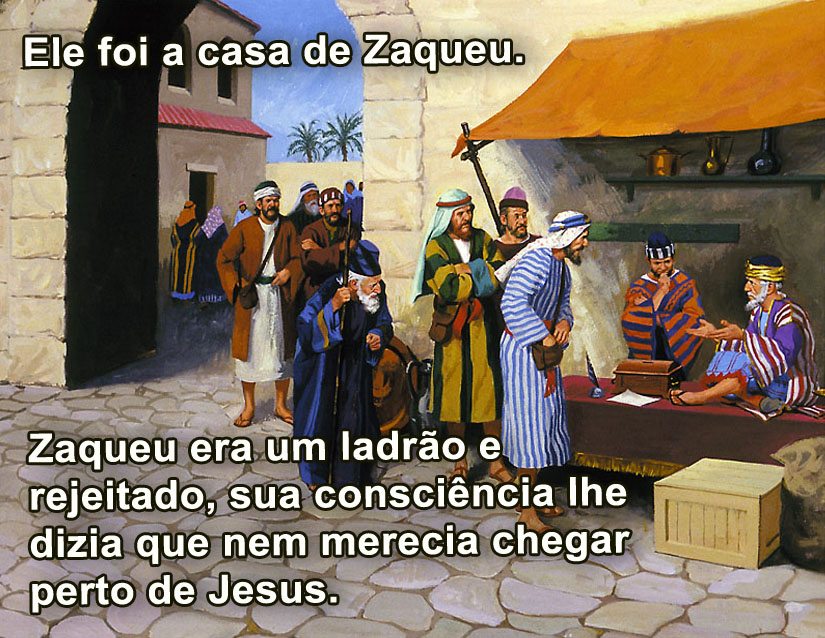 Ele foi a casa de Zaqueu.
Zaqueu era um ladrão e
rejeitado, sua consciência lhe
dizia que nem merecia chegar
perto de Jesus.